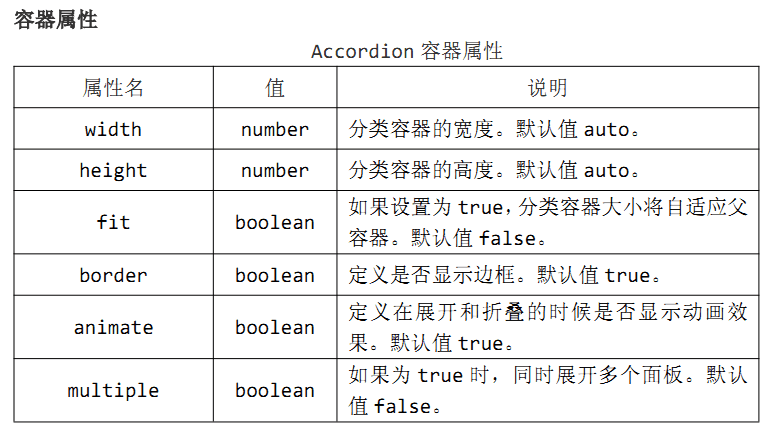 容器属性
Accordion 容器属性
属性名 值 说明
width number 分类容器的宽度。默认值 auto。
height number 分类容器的高度。默认值 auto。
fit boolean 如果设置为 true，分类容器大小将自适应父
容器。默认值 false。
border boolean 定义是否显示边框。默认值 true。
animate boolean 定义在展开和折叠的时候是否显示动画效
果。默认值 true。
multiple boolean 如果为 true 时，同时展开多个面板。默认
值 false。